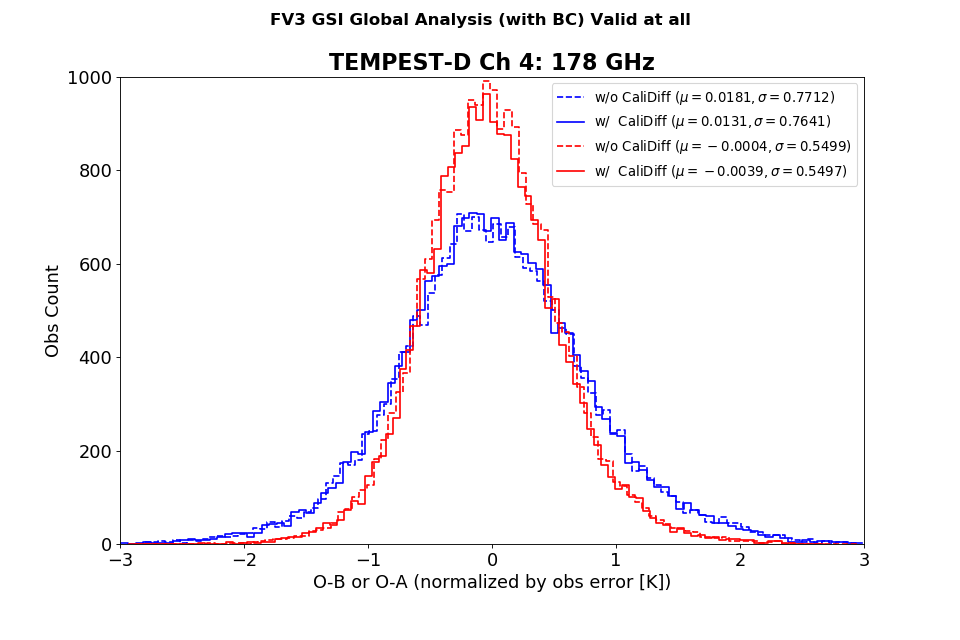 FV3 GSI Global Analysis (with BC) Valid at all
TEMPEST-D Ch 4: 178 GHz
1000
800
600
400
200
0
Obs Count
w/o CaliDiff (μ = 0.0181, σ = 0.7712)
w/  CaliDiff (μ = 0.0131, σ = 0.7641)
w/o CaliDiff (μ = −0.0004, σ = 0.5499)
w/  CaliDiff (μ = −0.0039, σ = 0.5497)
−3 −2 −1 0 1 2 3
O-B or O-A (normalized by obs error [K])